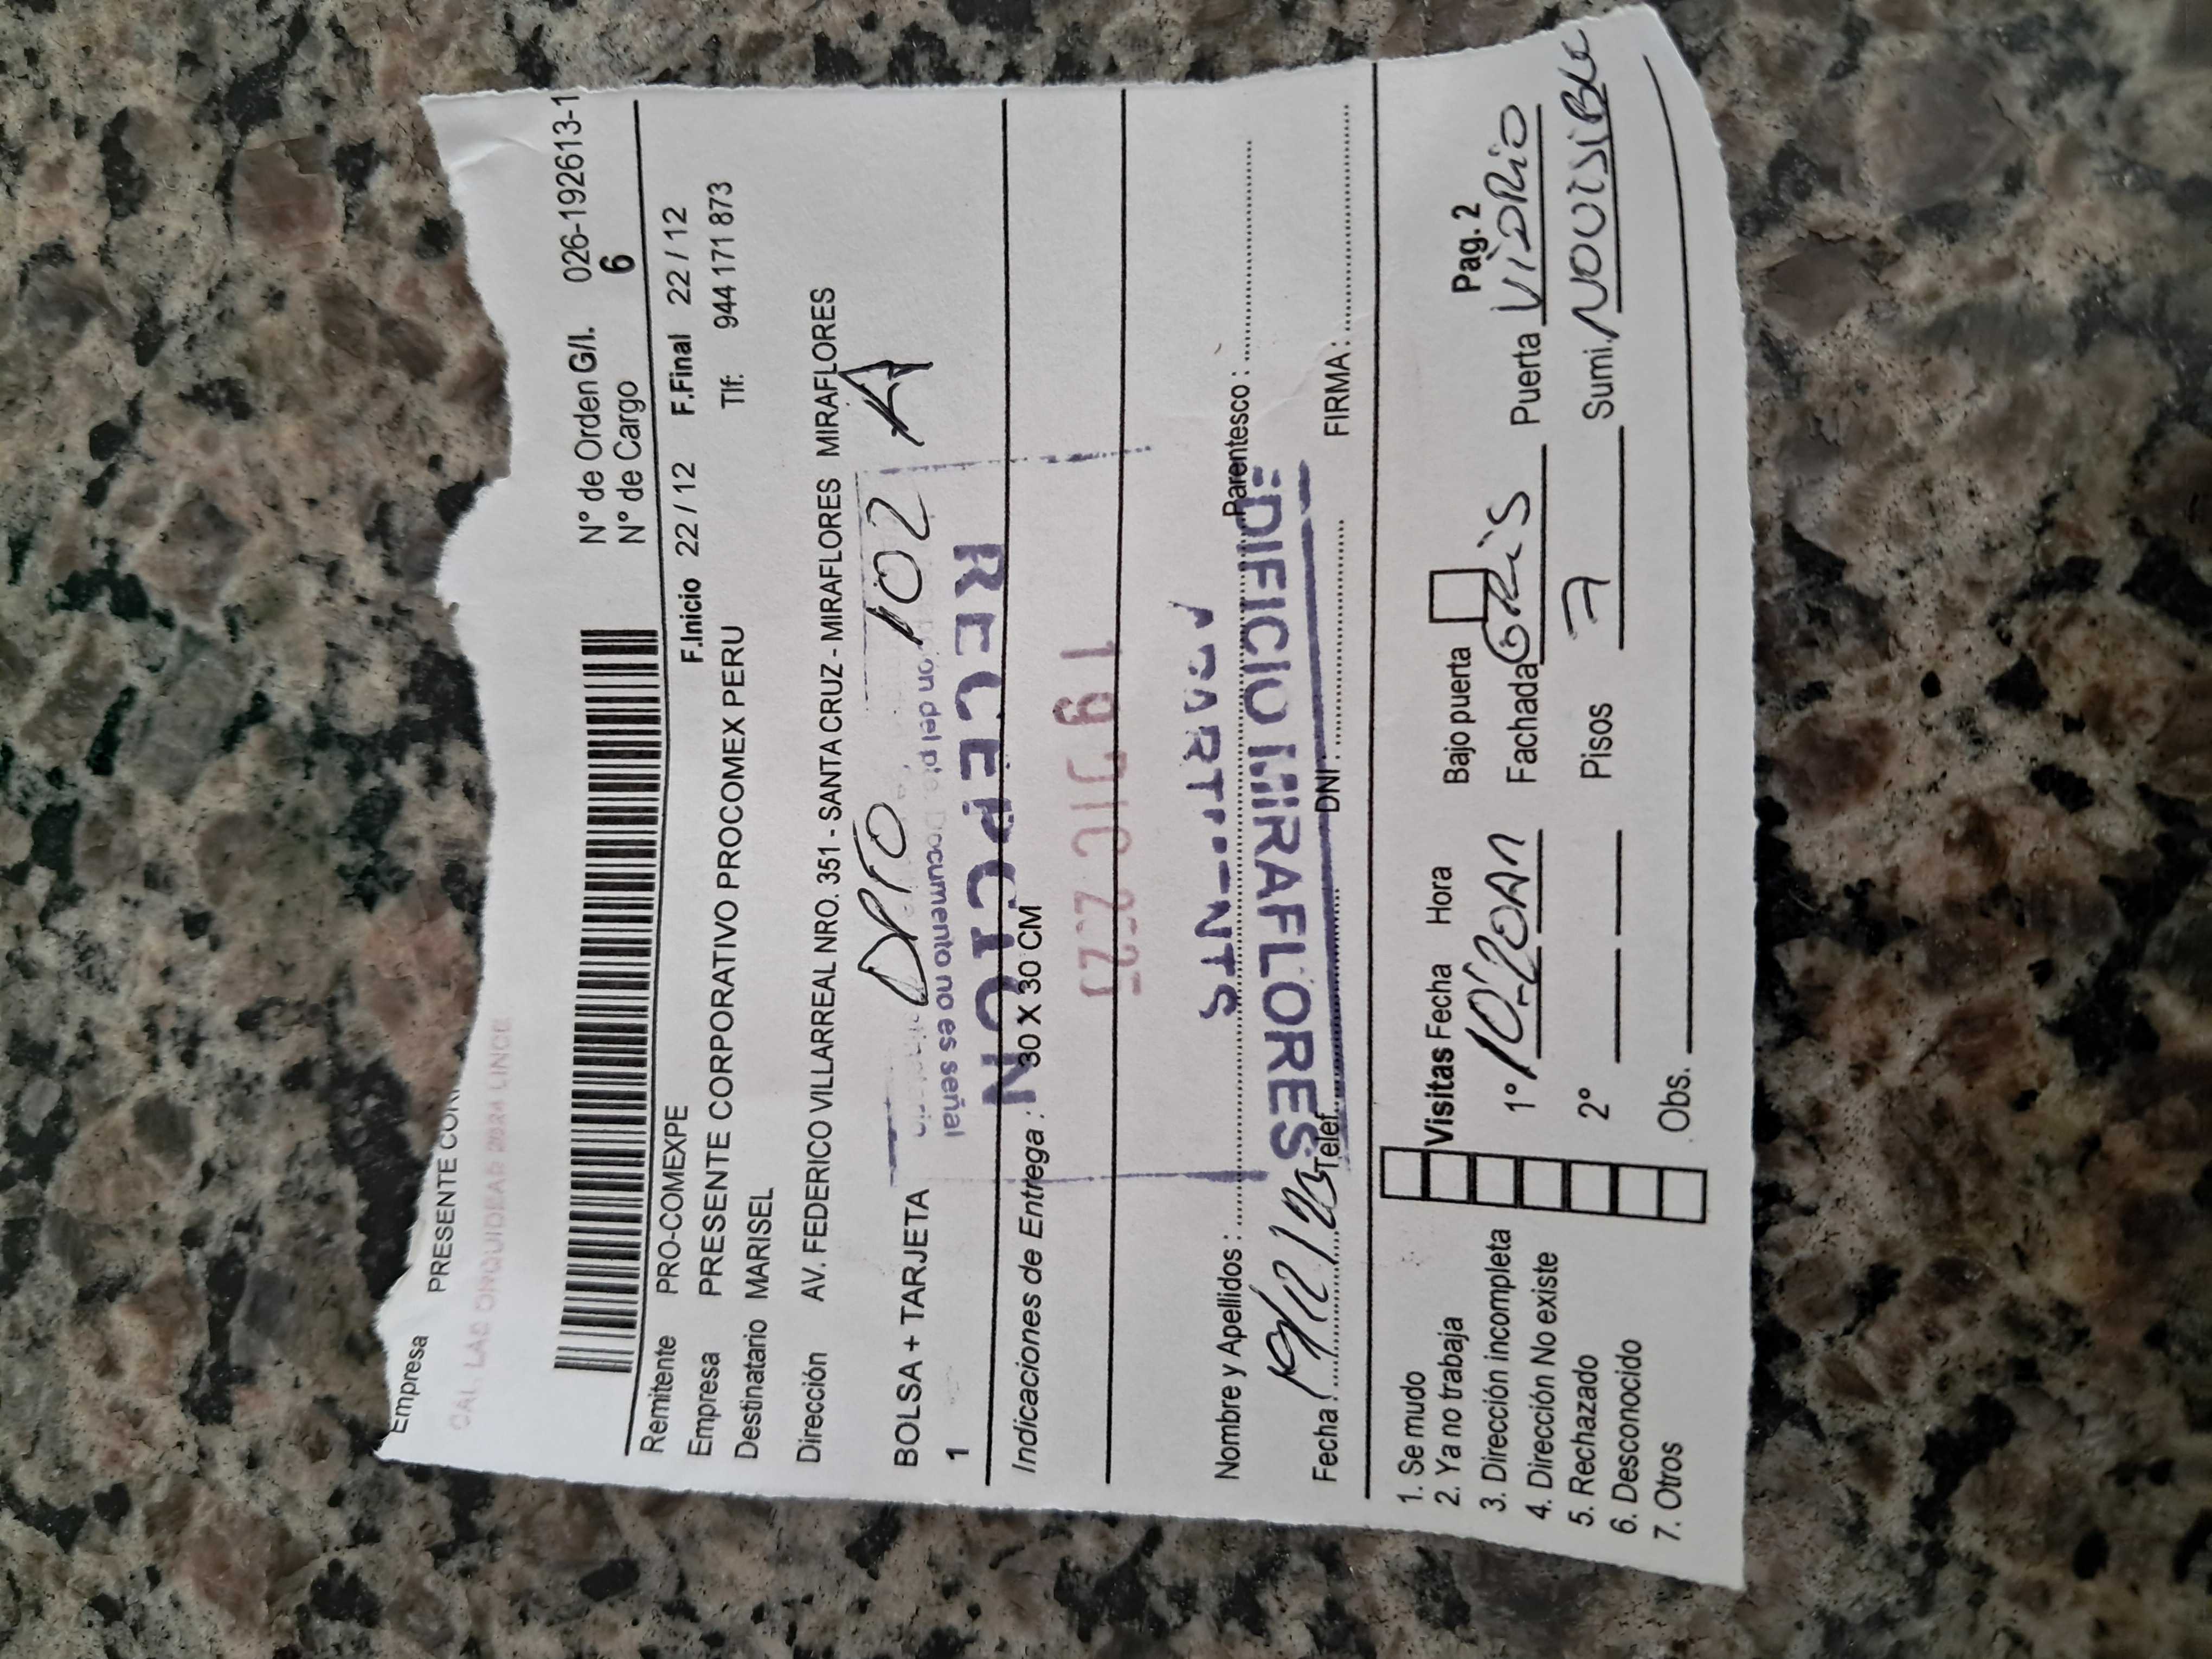 Empresa PRESENTE
CAL. LAS ORQUIDEAS 2024 LINCE
N° de Orden G/I. 026-192613-1
N° de Cargo 6
Remitente PRO-COMEXPE F.Inicio 22 / 12 F.Final 22 / 12
Empresa PRESENTE CORPORATIVO PROCOMEX PERU Tlf: 944 171 873
Destinatario MARISEL
Dirección AV. FEDERICO VILLARREAL NRO. 351 - SANTA CRUZ - MIRAFLORES MIRAFLORES
DPTO 102 A
BOLSA + TARJETA
Documento no es señal
1
RECEPCION
Indicaciones de Entrega : 30 X 30 CM
19 DIC 2025
Nombre y Apellidos : Parentesco :
EDIFICIO MIRAFLORES
Fecha : 19/12/25 Telef. DNI : FIRMA :
1. Se mudo
2. Ya no trabaja Visitas Fecha Hora Bajo puerta Pag. 2
3. Dirección incompleta 1° 10:20AM Fachada GRIS Puerta VIDRIO
4. Dirección No existe
5. Rechazado 2° Pisos 7 Sumi. NOVISIBLE
6. Desconocido
7. Otros Obs.